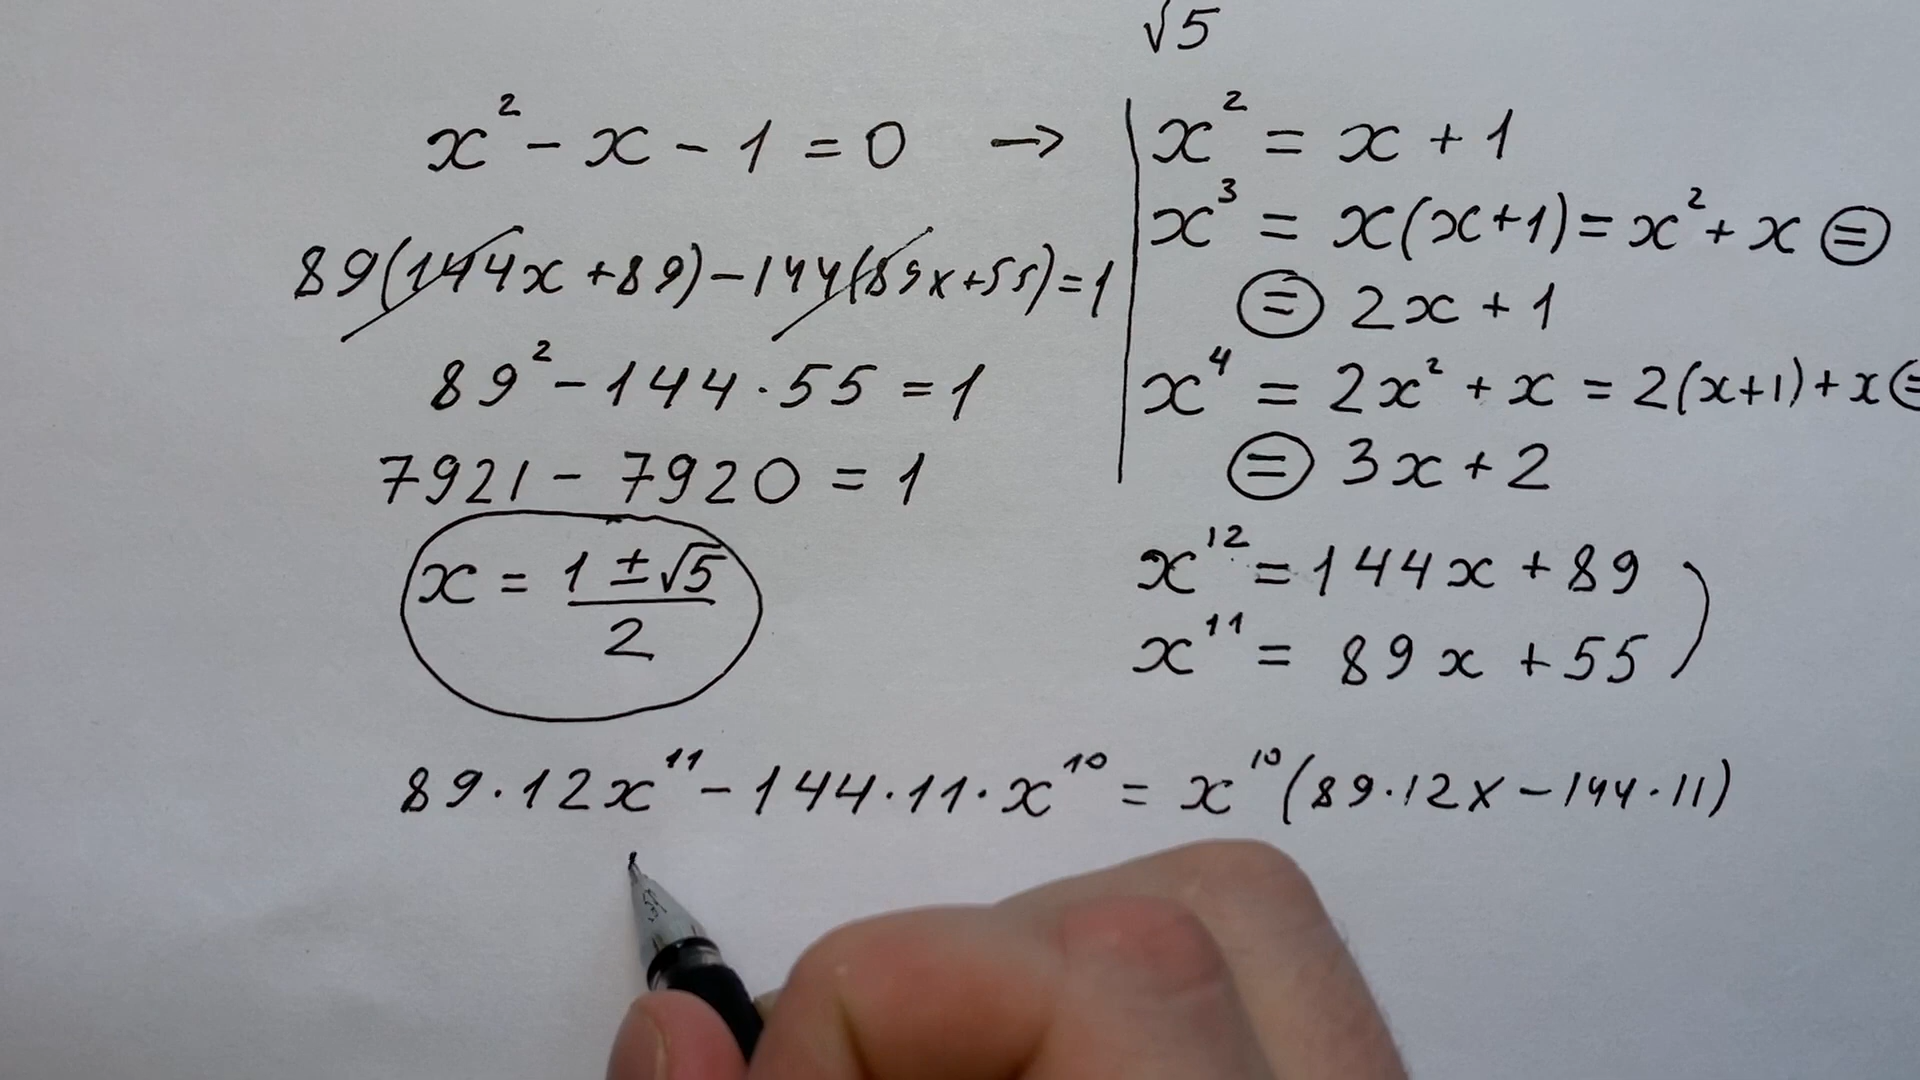 √5
x² - x - 1 = 0 →
89(144x + 89) - 144(89x + 55) = 1
89² - 144 · 55 = 1
7921 - 7920 = 1
x = (1 ± √5)/2
x² = x + 1
x³ = x(x+1) = x² + x =
= 2x + 1
x⁴ = 2x² + x = 2(x+1) + x =
= 3x + 2
x¹² = 144x + 89
x¹¹ = 89x + 55
89 · 12x¹¹ - 144 · 11 · x¹⁰ = x¹⁰(89 · 12x - 144 · 11)